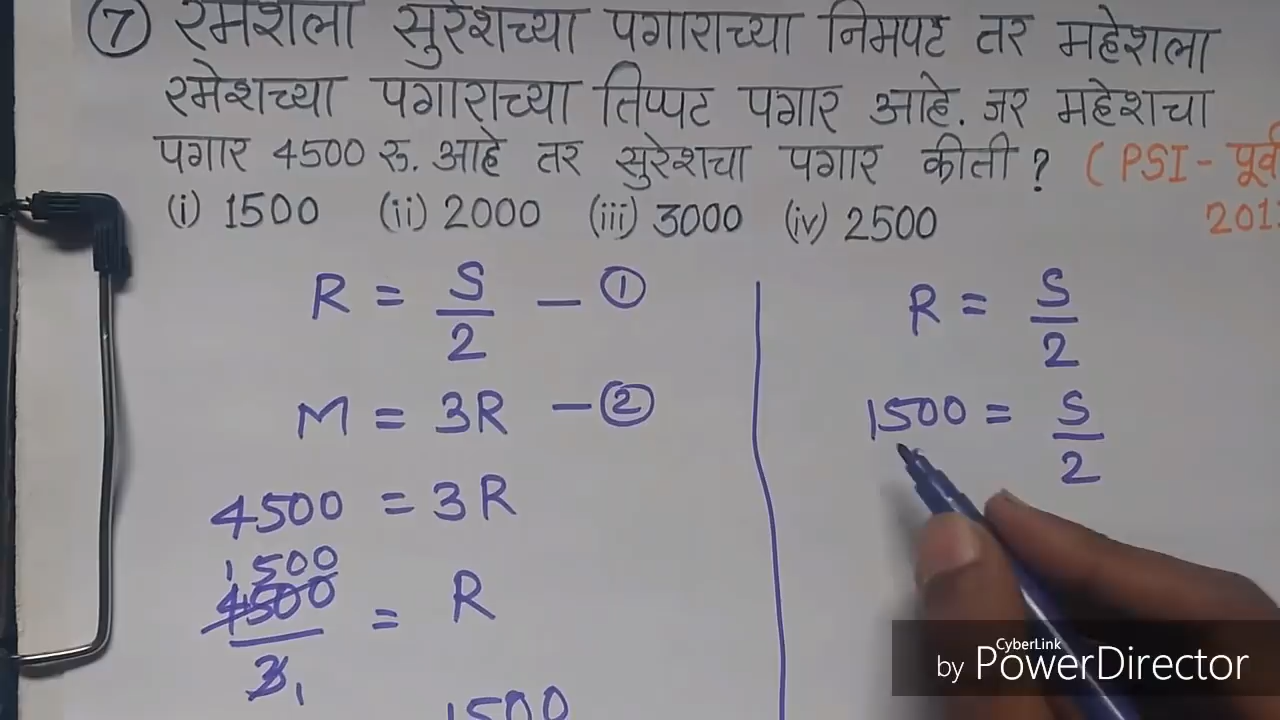 7 रमेशला सुरेशच्या पगाराच्या निमपट तर महेशला
रमेशच्या पगाराच्या तिप्पट पगार आहे. जर महेशचा
पगार 4500 रु. आहे तर सुरेशचा पगार कीती? (PSI - पूर्व
(i) 1500 (ii) 2000 (iii) 3000 (iv) 2500
R = S/2 — 1
M = 3R — 2
4500 = 3R
1500
4500/3 = R
1
1500
R = S/2
1500 = S/2
CyberLink
by PowerDirector